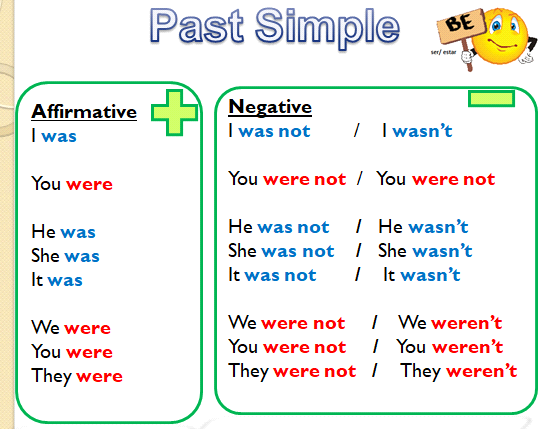 Past Simple
BE
ser/ estar
Affirmative
I was
You were
He was
She was
It was
We were
You were
They were
Negative
I was not / I wasn't
You were not / You were not
He was not / He wasn't
She was not / She wasn't
It was not / It wasn't
We were not / We weren't
You were not / You weren't
They were not / They weren't